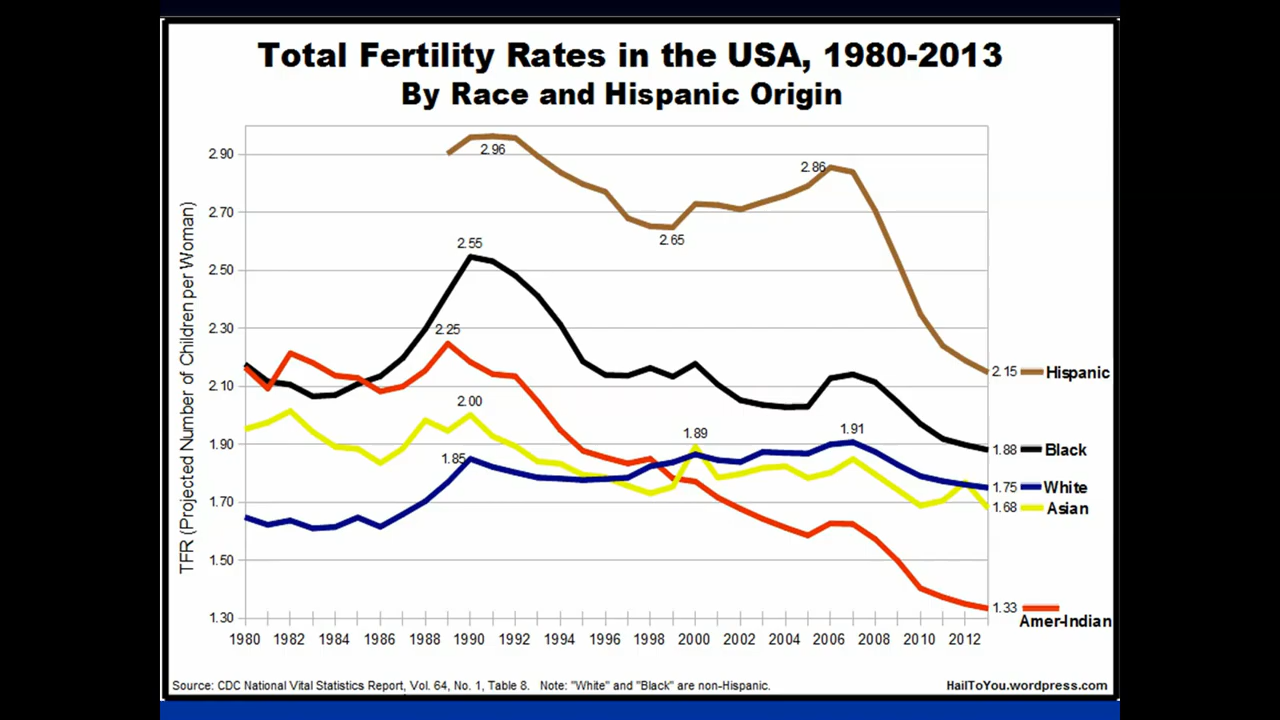 Total Fertility Rates in the USA, 1980-2013
By Race and Hispanic Origin
TFR (Projected Number of Children per Woman)
2.90
2.70
2.50
2.30
2.10
1.90
1.70
1.50
1.30
2.96
2.86
2.65
2.55
2.25
2.00
1.85
1.89
1.91
2.15 Hispanic
1.88 Black
1.75 White
1.68 Asian
1.33
Amer-Indian
1980 1982 1984 1986 1988 1990 1992 1994 1996 1998 2000 2002 2004 2006 2008 2010 2012
Source: CDC National Vital Statistics Report, Vol. 64, No. 1, Table 8. Note: "White" and "Black" are non-Hispanic.
HailToYou.wordpress.com